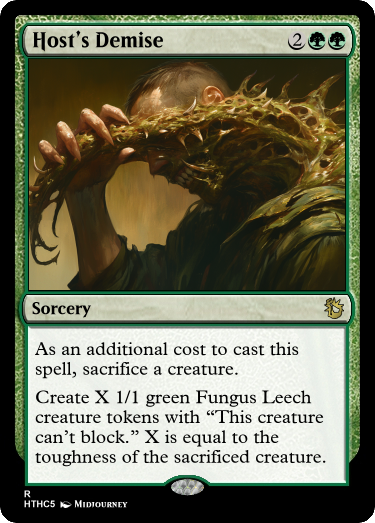 Host's Demise 2
Sorcery
As an additional cost to cast this
spell, sacrifice a creature.
Create X 1/1 green Fungus Leech
creature tokens with “This creature
can't block.” X is equal to the
toughness of the sacrificed creature.
R
HTHC5 Midjourney